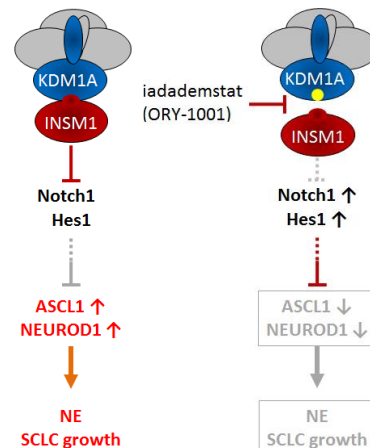 KDM1A
INSM1
Notch1
Hes1
ASCL1 ↑
NEUROD1 ↑
NE
SCLC growth
iadademstat
(ORY-1001)
KDM1A
INSM1
Notch1 ↑
Hes1 ↑
ASCL1 ↓
NEUROD1 ↓
NE
SCLC growth